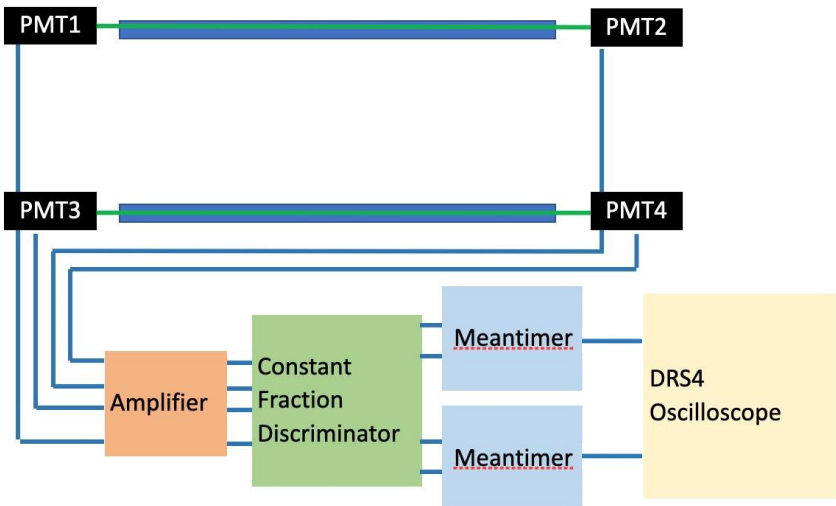 PMT1
PMT2
PMT3
PMT4
Meantimer
Constant
Fraction
Discriminator
Amplifier
DRS4
Oscilloscope
Meantimer